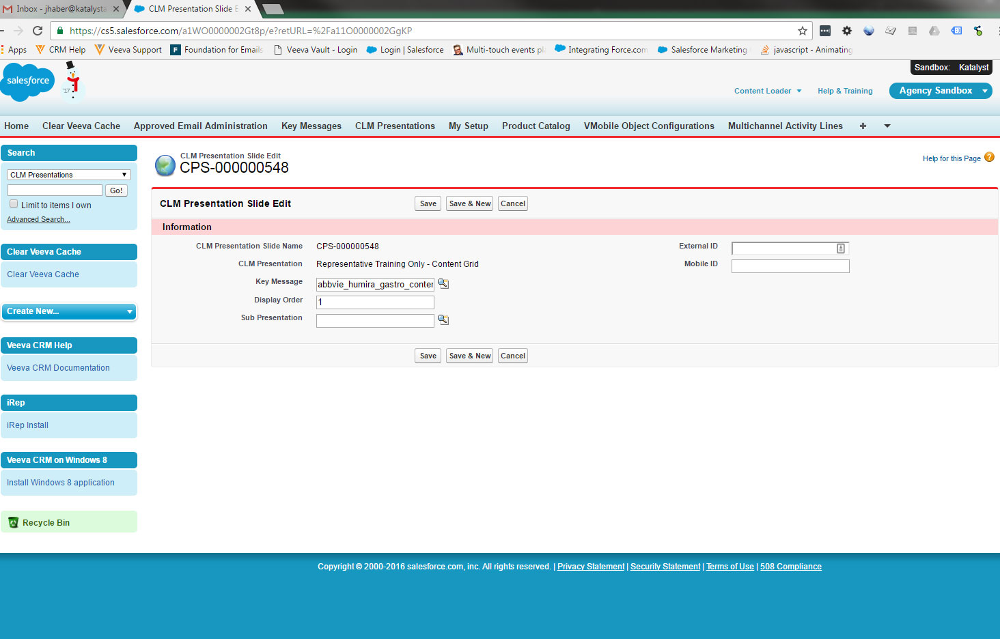 Inbox - jhaber@katalysta
CLM Presentation Slide E
https://cs5.salesforce.com/a1WO0000002Gt8p/e?retURL=%2Fa11O0000002GgKP
Apps CRM Help Veeva Support Foundation for Emails Veeva Vault - Login Login | Salesforce Multi-touch events pl Integrating Force.com Salesforce Marketing javascript - Animating
salesforce
'17
Sandbox: Katalyst
Content Loader Help & Training Agency Sandbox
Home Clear Veeva Cache Approved Email Administration Key Messages CLM Presentations My Setup Product Catalog VMobile Object Configurations Multichannel Activity Lines +
Search
CLM Presentations
Go!
Limit to items I own
Advanced Search...
Clear Veeva Cache
Clear Veeva Cache
Create New...
Veeva CRM Help
Veeva CRM Documentation
iRep
iRep Install
Veeva CRM on Windows 8
Install Windows 8 application
Recycle Bin
CLM Presentation Slide Edit
CPS-000000548
Help for this Page ?
CLM Presentation Slide Edit Save Save & New Cancel
Information
CLM Presentation Slide Name CPS-000000548 External ID
CLM Presentation Representative Training Only - Content Grid Mobile ID
Key Message abbvie_humira_gastro_conter
Display Order 1
Sub Presentation
Save Save & New Cancel
Copyright © 2000-2016 salesforce.com, inc. All rights reserved. | Privacy Statement | Security Statement | Terms of Use | 508 Compliance